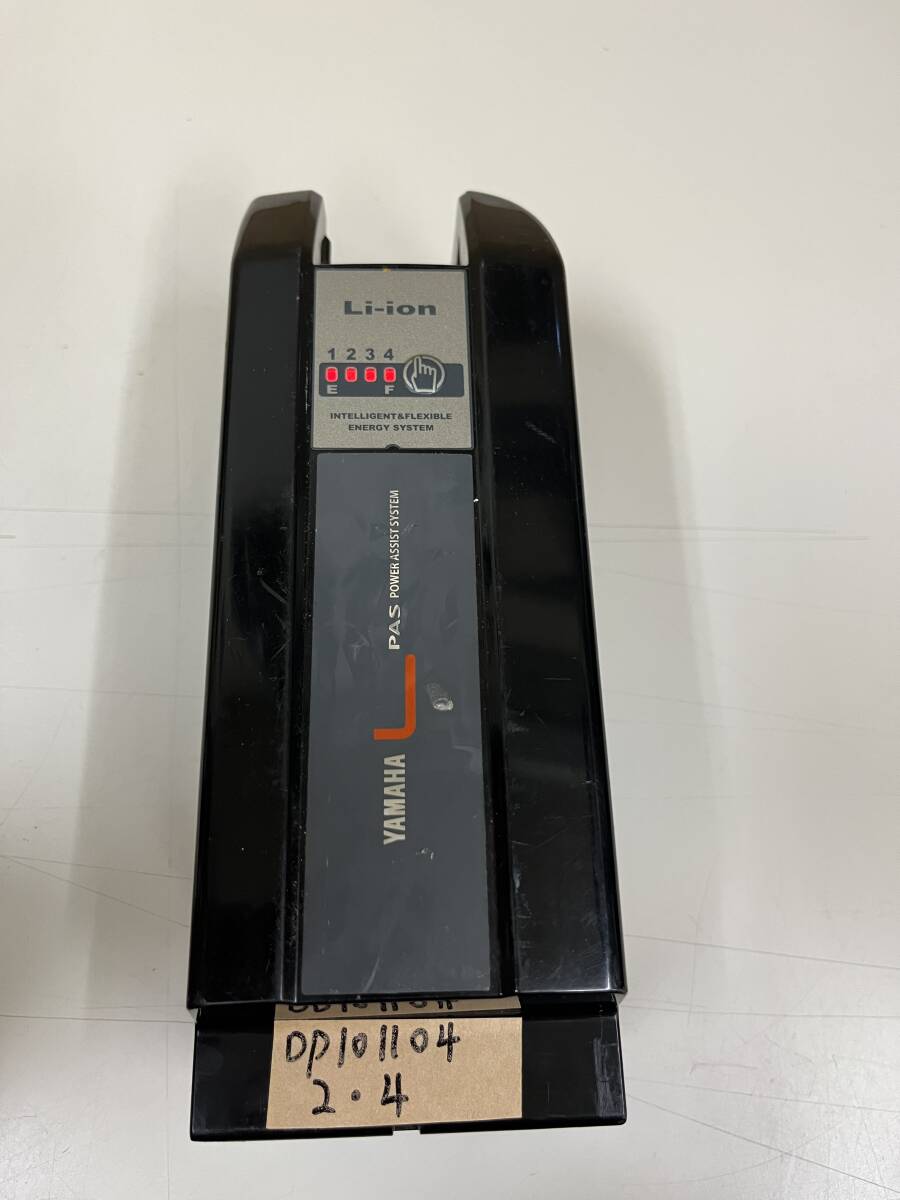 Li-ion
1 2 3 4
E F
INTELLIGENT&FLEXIBLE
ENERGY SYSTEM
YAMAHA PAS POWER ASSIST SYSTEM
DP101104
2.4